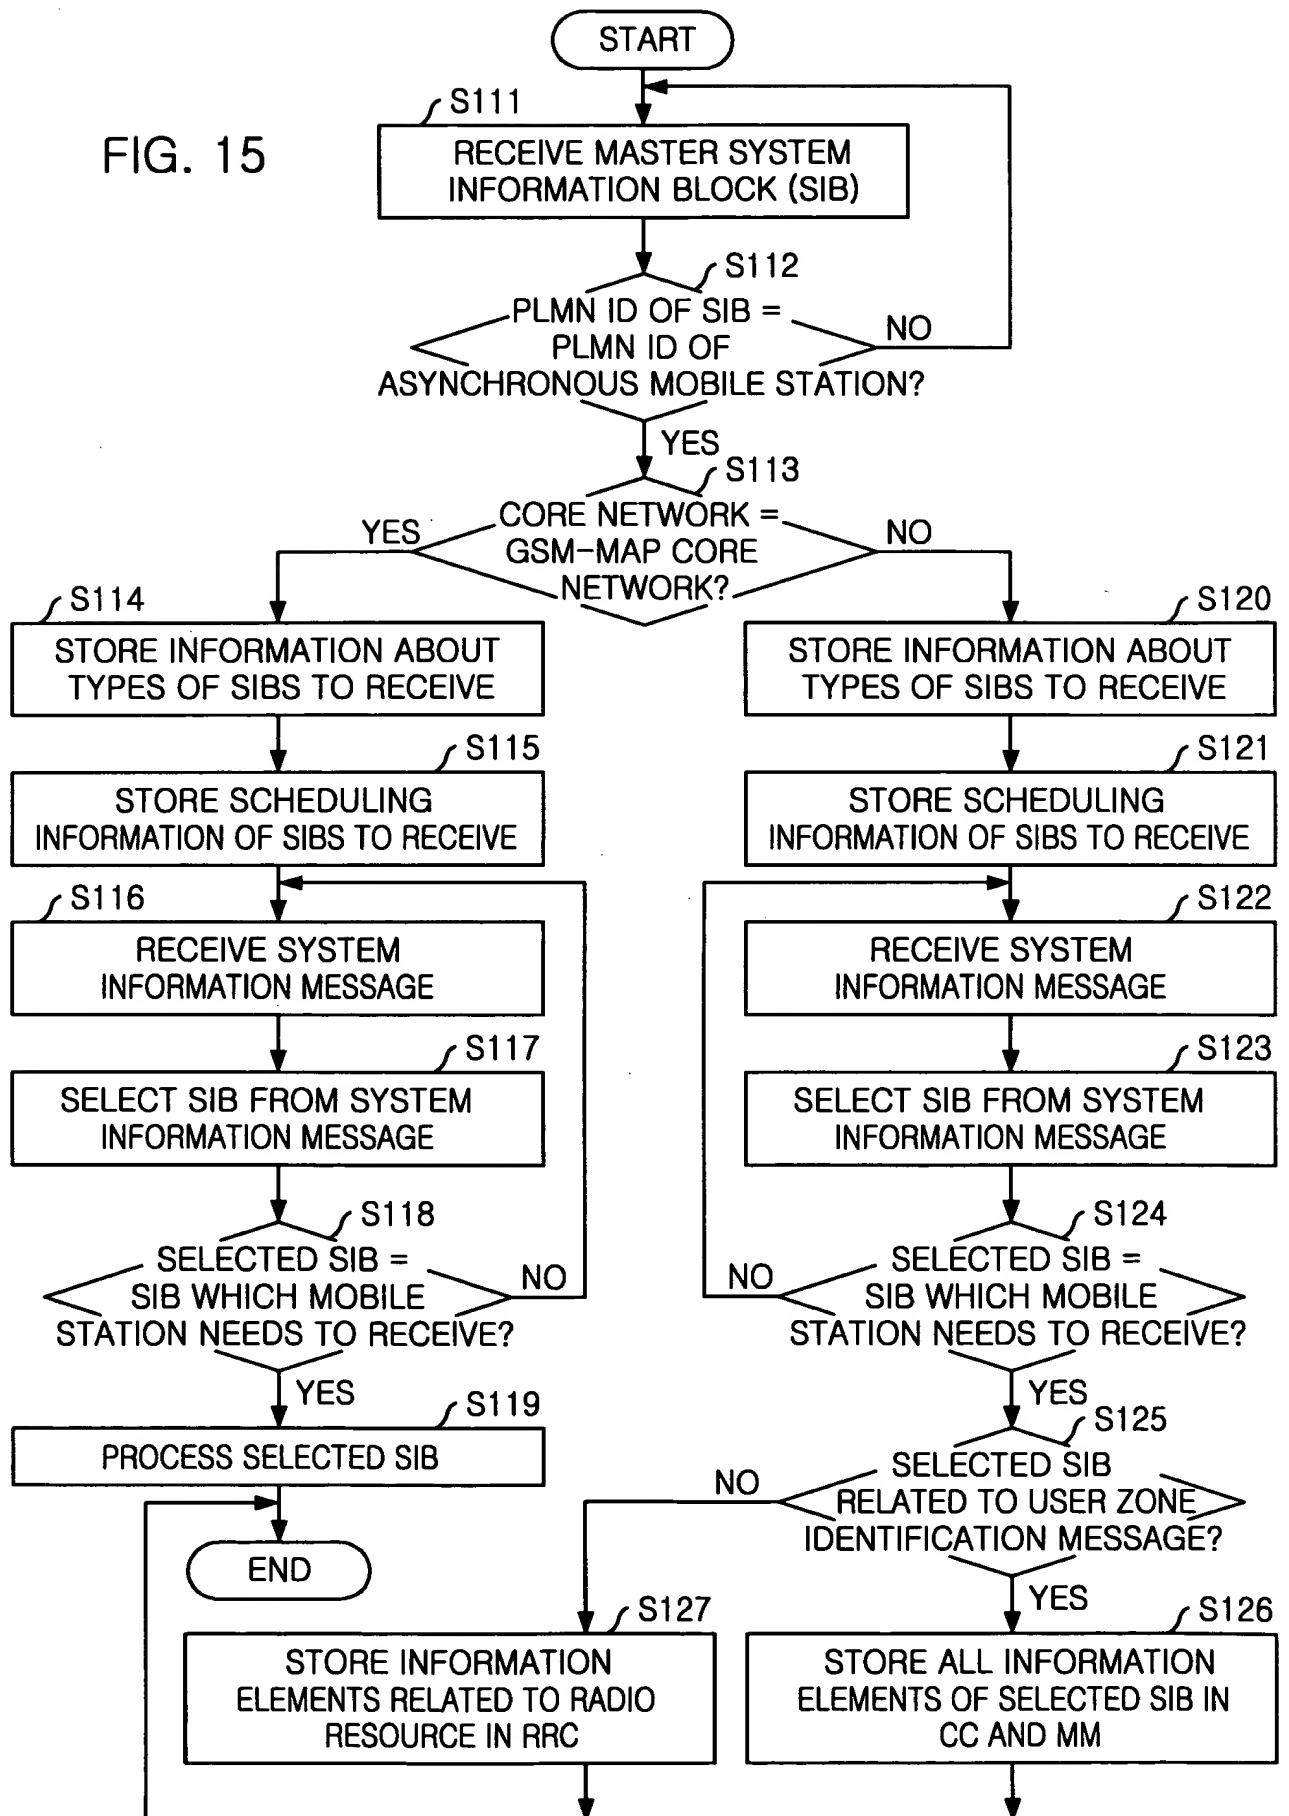 START
FIG. 15
S111
RECEIVE MASTER SYSTEM
INFORMATION BLOCK (SIB)
S112
PLMN ID OF SIB =
PLMN ID OF
ASYNCHRONOUS MOBILE STATION?
NO
YES
S113
CORE NETWORK =
GSM-MAP CORE
NETWORK?
YES
NO
S114
STORE INFORMATION ABOUT
TYPES OF SIBS TO RECEIVE
S115
STORE SCHEDULING
INFORMATION OF SIBS TO RECEIVE
S116
RECEIVE SYSTEM
INFORMATION MESSAGE
S117
SELECT SIB FROM SYSTEM
INFORMATION MESSAGE
S118
SELECTED SIB =
SIB WHICH MOBILE
STATION NEEDS TO RECEIVE?
NO
YES
S119
PROCESS SELECTED SIB
END
S120
STORE INFORMATION ABOUT
TYPES OF SIBS TO RECEIVE
S121
STORE SCHEDULING
INFORMATION OF SIBS TO RECEIVE
S122
RECEIVE SYSTEM
INFORMATION MESSAGE
S123
SELECT SIB FROM SYSTEM
INFORMATION MESSAGE
S124
SELECTED SIB =
SIB WHICH MOBILE
STATION NEEDS TO RECEIVE?
NO
YES
S125
SELECTED SIB
RELATED TO USER ZONE
IDENTIFICATION MESSAGE?
NO
YES
S127
STORE INFORMATION
ELEMENTS RELATED TO RADIO
RESOURCE IN RRC
S126
STORE ALL INFORMATION
ELEMENTS OF SELECTED SIB IN
CC AND MM